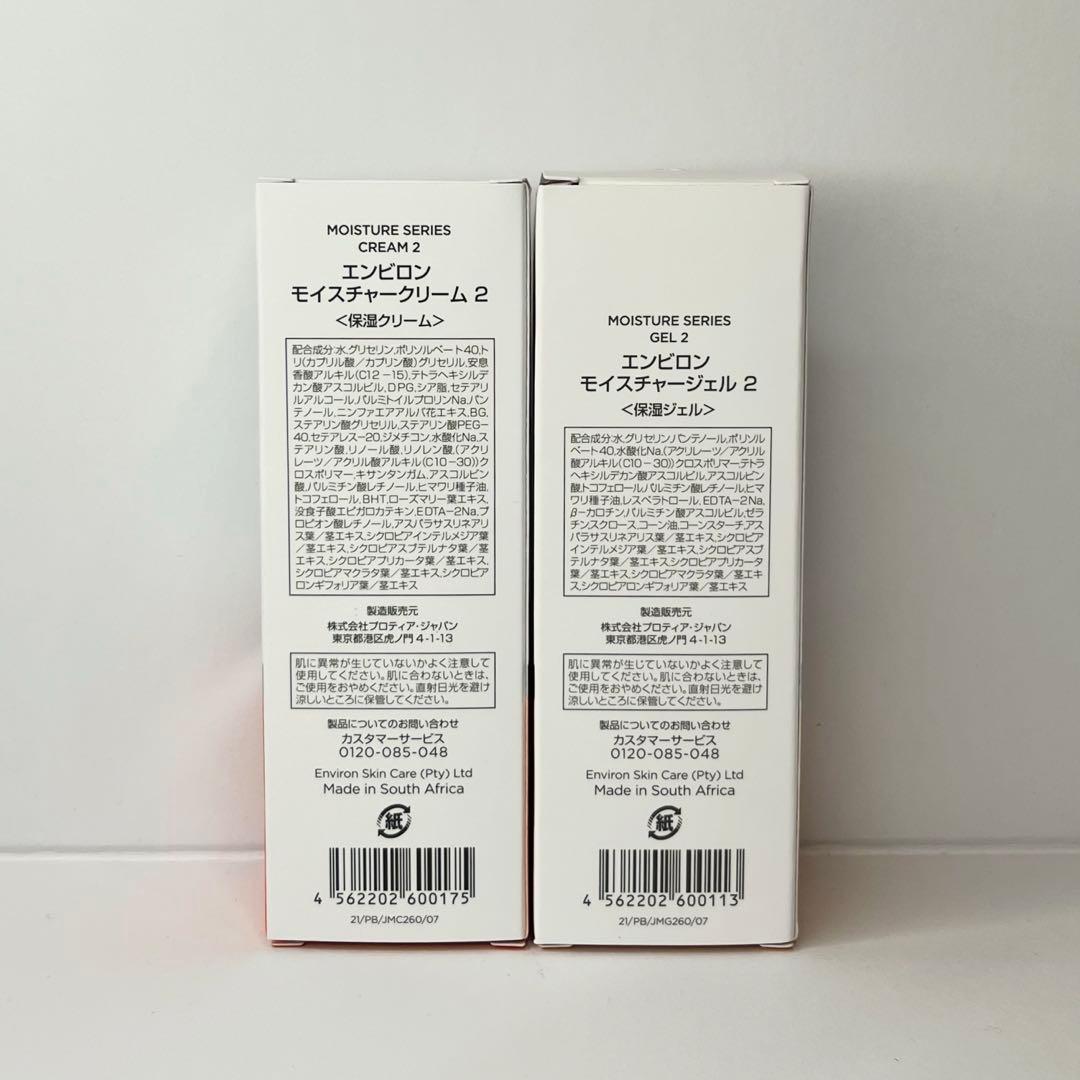 MOISTURE SERIES
CREAM 2
エンビロン
モイスチャークリーム 2
<保湿クリーム>
配合成分:水,グリセリン,ポリソルベート40,ト
リ(カプリル酸/カプリン酸)グリセリル,安息
香酸アルキル(C12-15),テトラヘキシルデ
カン酸アスコルビル,DPG,シア脂,セテアリ
ルアルコール,パルミトイルプロリンNa,パン
テノール,ニンファエアアルバ花エキス,BG,
ステアリン酸グリセリル,ステアリン酸PEG-
40,セテアレス-20,ジメチコン,水酸化Na,ス
テアリン酸,リノール酸,リノレン酸,(アクリ
レーツ/アクリル酸アルキル(C10-30))ク
ロスポリマー,キサンタンガム,アスコルビン
酸,パルミチン酸レチノール,ヒマワリ種子油,
トコフェロール,BHT,ローズマリー葉エキス,
没食子酸エピガロカテキン,EDTA-2Na,プ
ロピオン酸レチノール,アスパラサスリネアリ
ス葉/茎エキス,シクロピアインテルメジア葉/
茎エキス,シクロピアスブテルナタ葉/茎
エキス,シクロピアプリカータ葉/茎エキス,
シクロピアマクラタ葉/茎エキス,シクロピア
ロンギフォリア葉/茎エキス
製造販売元
株式会社プロティア・ジャパン
東京都港区虎ノ門 4-1-13
肌に異常が生じていないかよく注意して
使用してください。肌に合わないときは、
ご使用をおやめください。直射日光を避け
涼しいところに保管してください。
製品についてのお問い合わせ
カスタマーサービス
0120-085-048
Environ Skin Care (Pty) Ltd
Made in South Africa
紙
4 562202 600175
21/PB/JMC260/07
MOISTURE SERIES
GEL 2
エンビロン
モイスチャージェル 2
<保湿ジェル>
配合成分:水,グリセリン,パンテノール,ポリソル
ベート40,水酸化Na,(アクリレーツ/アクリル
酸アルキル(C10-30))クロスポリマー,テトラ
ヘキシルデカン酸アスコルビル,アスコルビン
酸,トコフェロール,パルミチン酸レチノール,ヒマ
ワリ種子油,レスベラトロール,EDTA-2Na,
β-カロチン,パルミチン酸アスコルビル,ゼラ
チン,スクロース,コーン油,コーンスターチ,アス
パラサスリネアリス葉/茎エキス,シクロピア
インテルメジア葉/茎エキス,シクロピアスブ
テルナタ葉/茎エキス,シクロピアプリカータ葉
/茎エキス,シクロピアマクラタ葉/茎エキ
ス,シクロピアロンギフォリア葉/茎エキス
製造販売元
株式会社プロティア・ジャパン
東京都港区虎ノ門 4-1-13
肌に異常が生じていないかよく注意して
使用してください。肌に合わないときは、
ご使用をおやめください。直射日光を避け
涼しいところに保管してください。
製品についてのお問い合わせ
カスタマーサービス
0120-085-048
Environ Skin Care (Pty) Ltd
Made in South Africa
紙
4 562202 600113
21/PB/JMG260/07